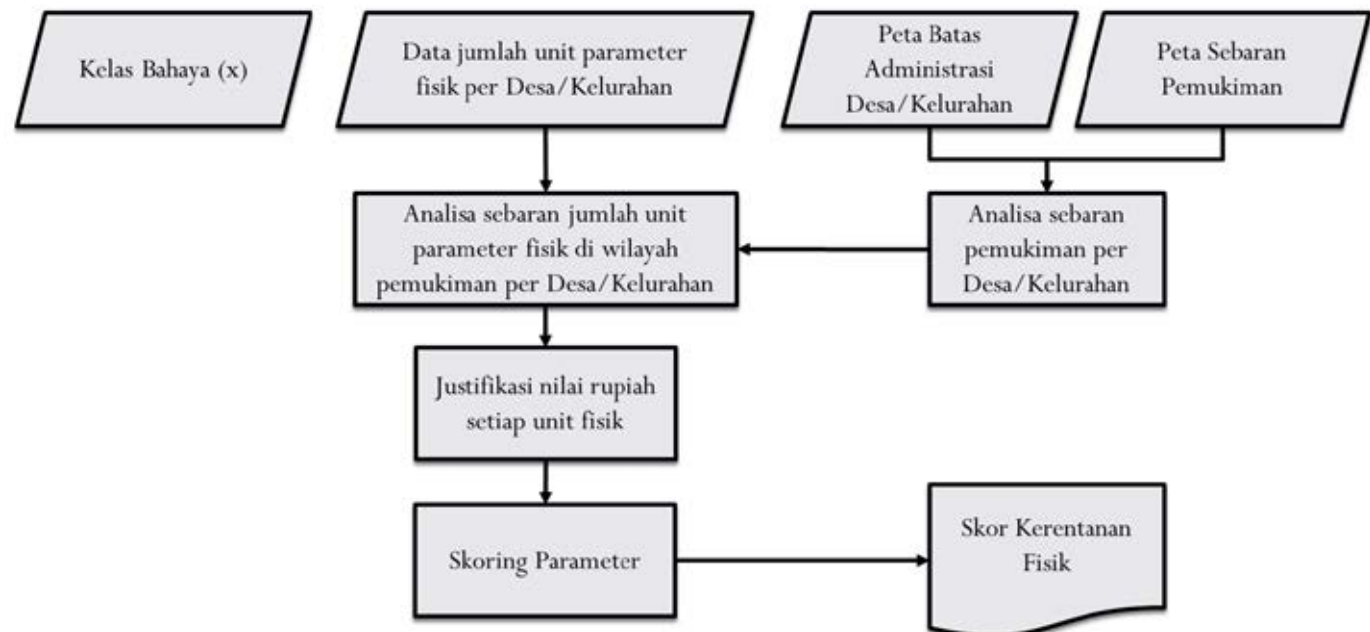 Kelas Bahaya (x)
Data jumlah unit parameter
fisik per Desa/Kelurahan
Peta Batas
Administrasi
Desa/Kelurahan
Peta Sebaran
Pemukiman
Analisa sebaran jumlah unit
parameter fisik di wilayah
pemukiman per Desa/Kelurahan
Analisa sebaran
pemukiman per
Desa/Kelurahan
Justifikasi nilai rupiah
setiap unit fisik
Skoring Parameter
Skor Kerentanan
Fisik